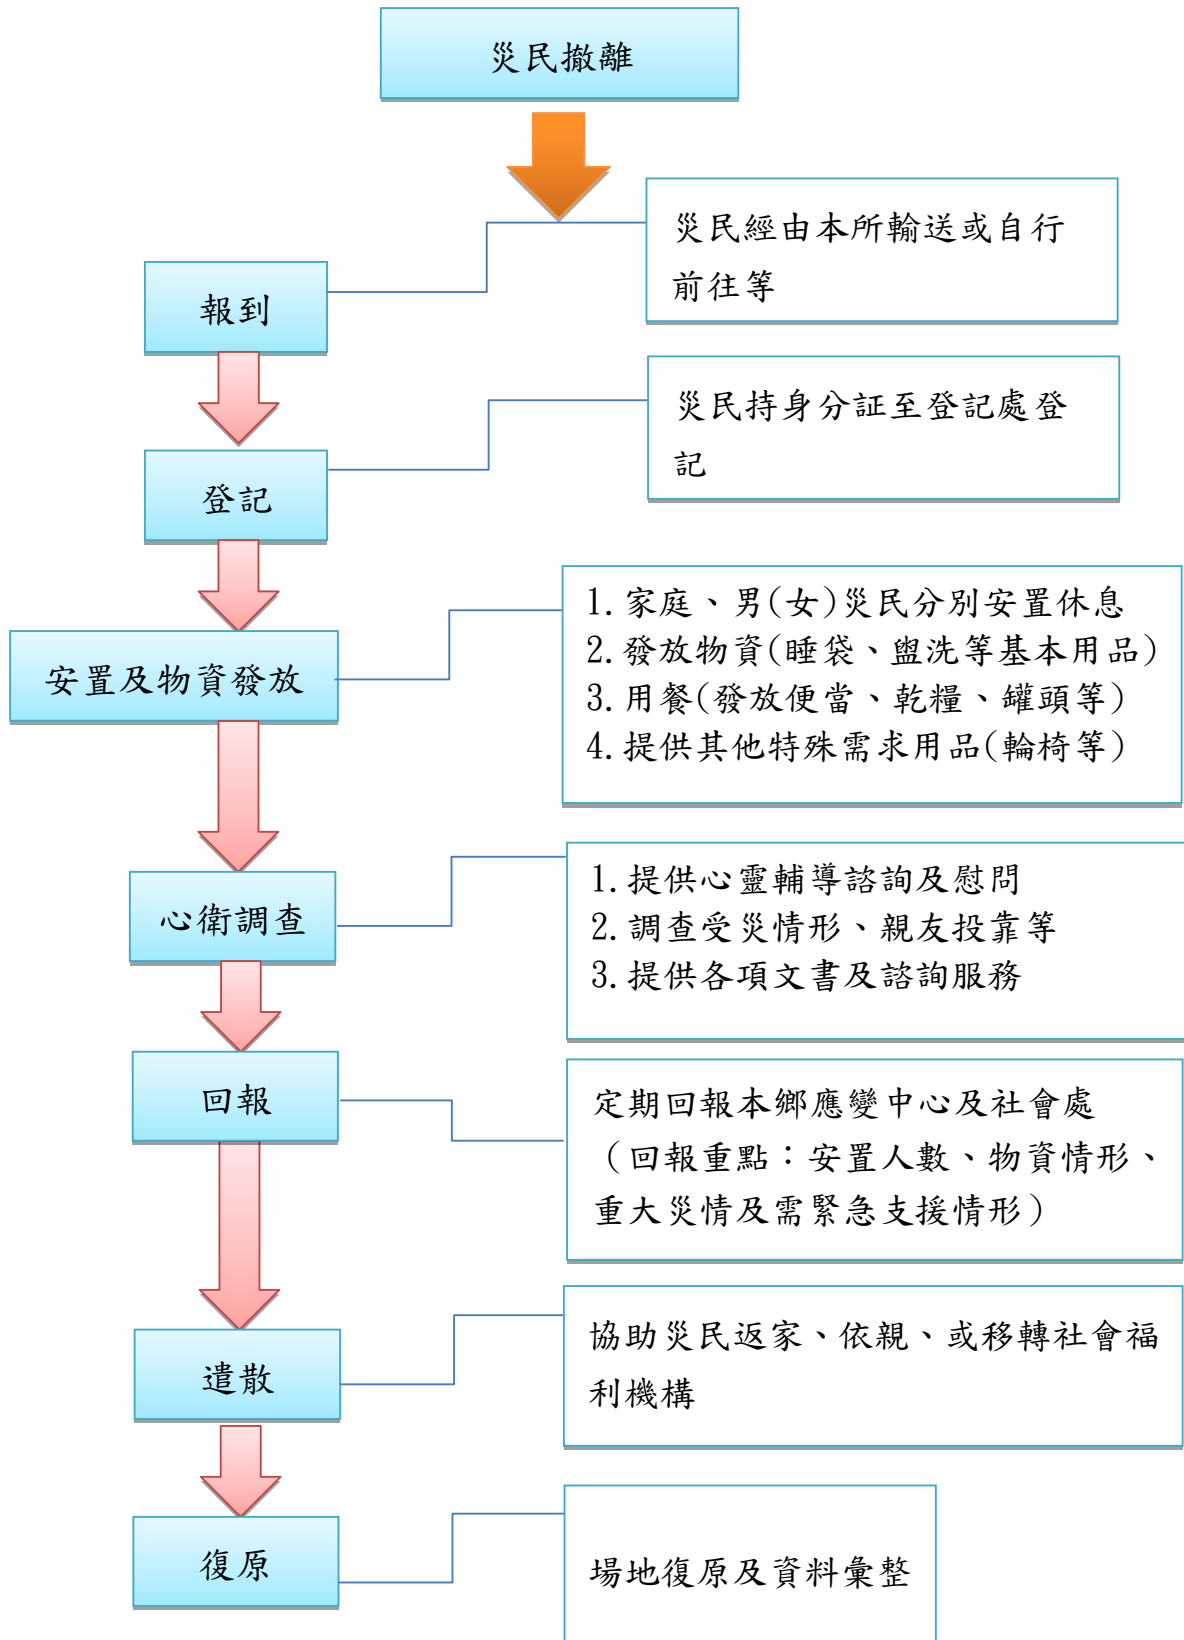 災民撤離
災民經由本所輸送或自行
前往等
報到
災民持身分証至登記處登
記
登記
1.家庭、男(女)災民分別安置休息
2.發放物資(睡袋、盥洗等基本用品)
3.用餐(發放便當、乾糧、罐頭等)
4.提供其他特殊需求用品(輪椅等)
安置及物資發放
1.提供心靈輔導諮詢及慰問
2.調查受災情形、親友投靠等
3.提供各項文書及諮詢服務
心衛調查
定期回報本鄉應變中心及社會處
（回報重點：安置人數、物資情形、
重大災情及需緊急支援情形）
回報
協助災民返家、依親、或移轉社會福
利機構
遣散
場地復原及資料彙整
復原